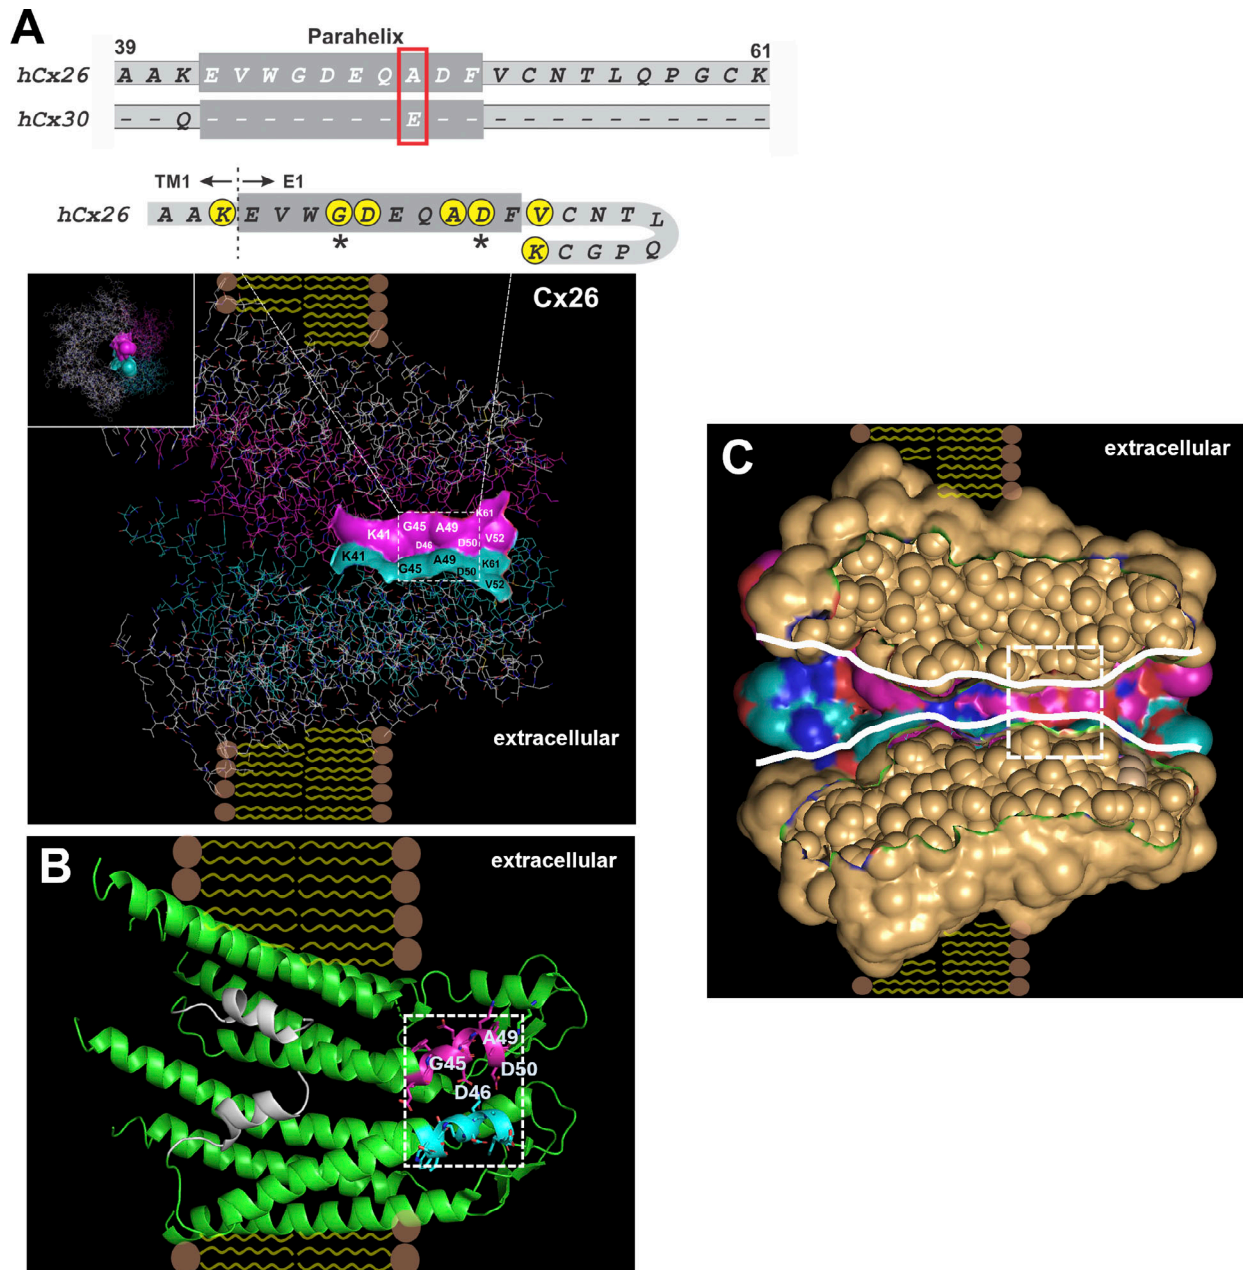 A
Parahelix
39 61
hCx26 A A K E V W G D E Q A D F V C N T L Q P G C K
hCx30 – – Q – – – – – – – E – – – – – – – – – – – –
TM1 E1
hCx26 A A K E V W G D E Q A D F V C N T L
K C G P Q
* *
Cx26
K61
G45 A49
K41
D46 D50 V52
K41
A49 K61
G45 D50
V52
extracellular
B
extracellular
A49
G45
D50
D46
C
extracellular